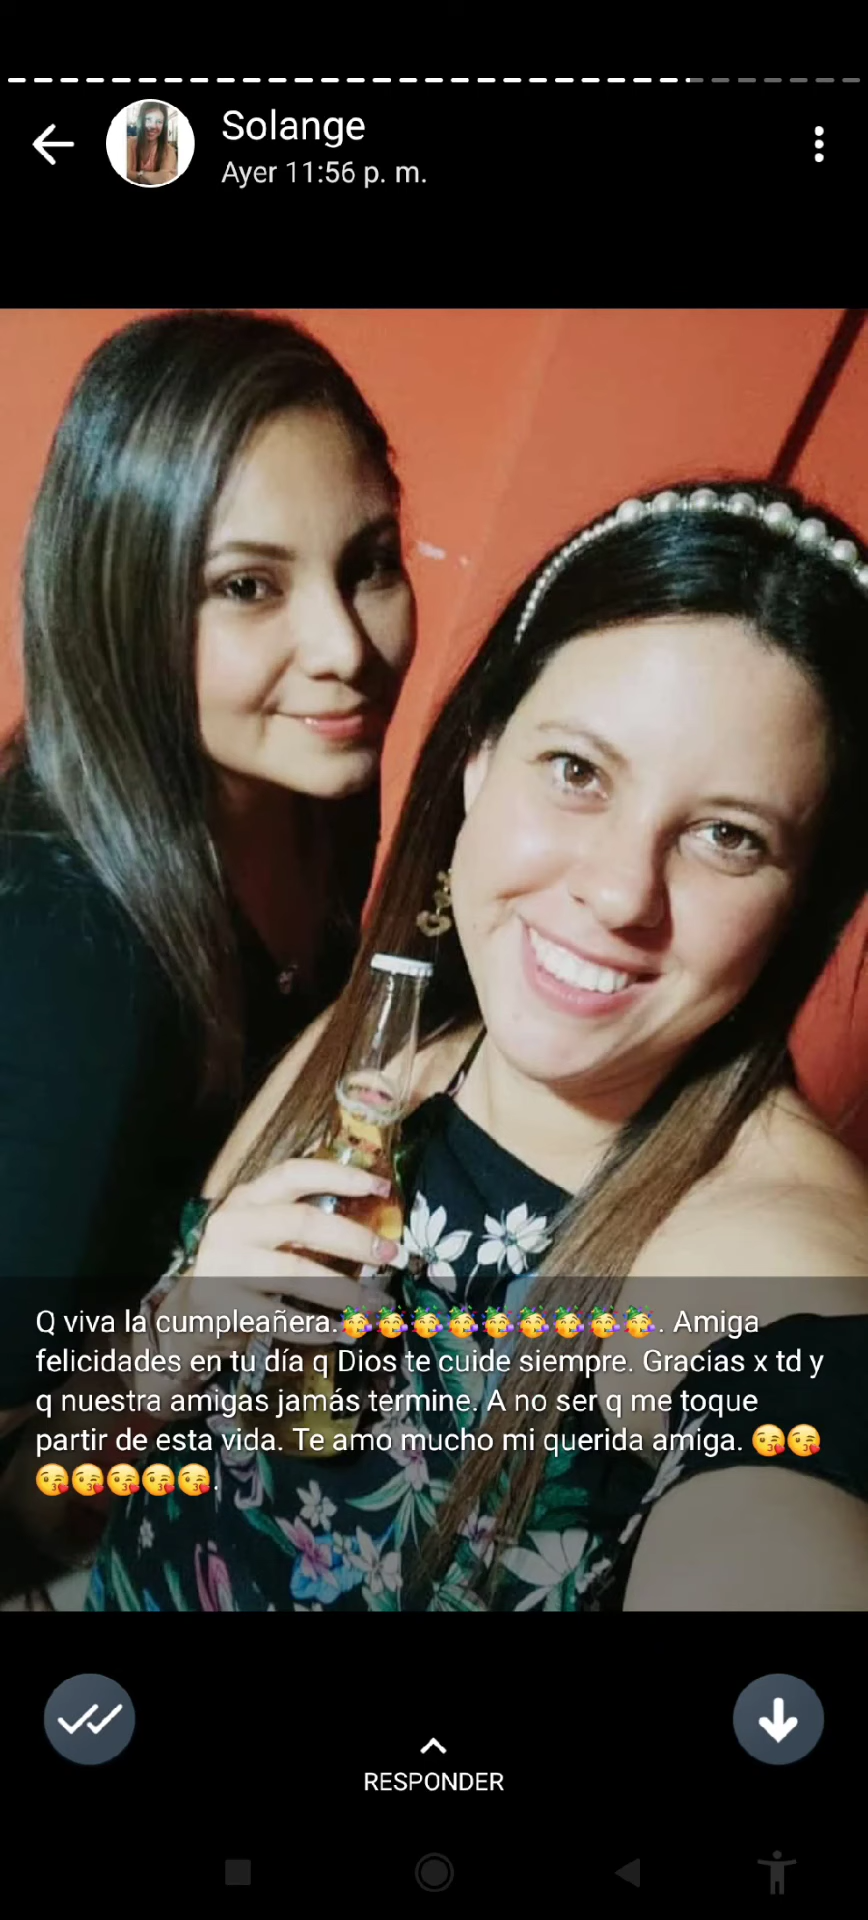 Solange
Ayer 11:56 p. m.
Q viva la cumpleañera.🥳🥳🥳🥳🥳🥳🥳🥳🥳. Amiga
felicidades en tu día q Dios te cuide siempre. Gracias x td y
q nuestra amigas jamás termine. A no ser q me toque
partir de esta vida. Te amo mucho mi querida amiga. 😘😘
😘😘😘😘😘.
RESPONDER